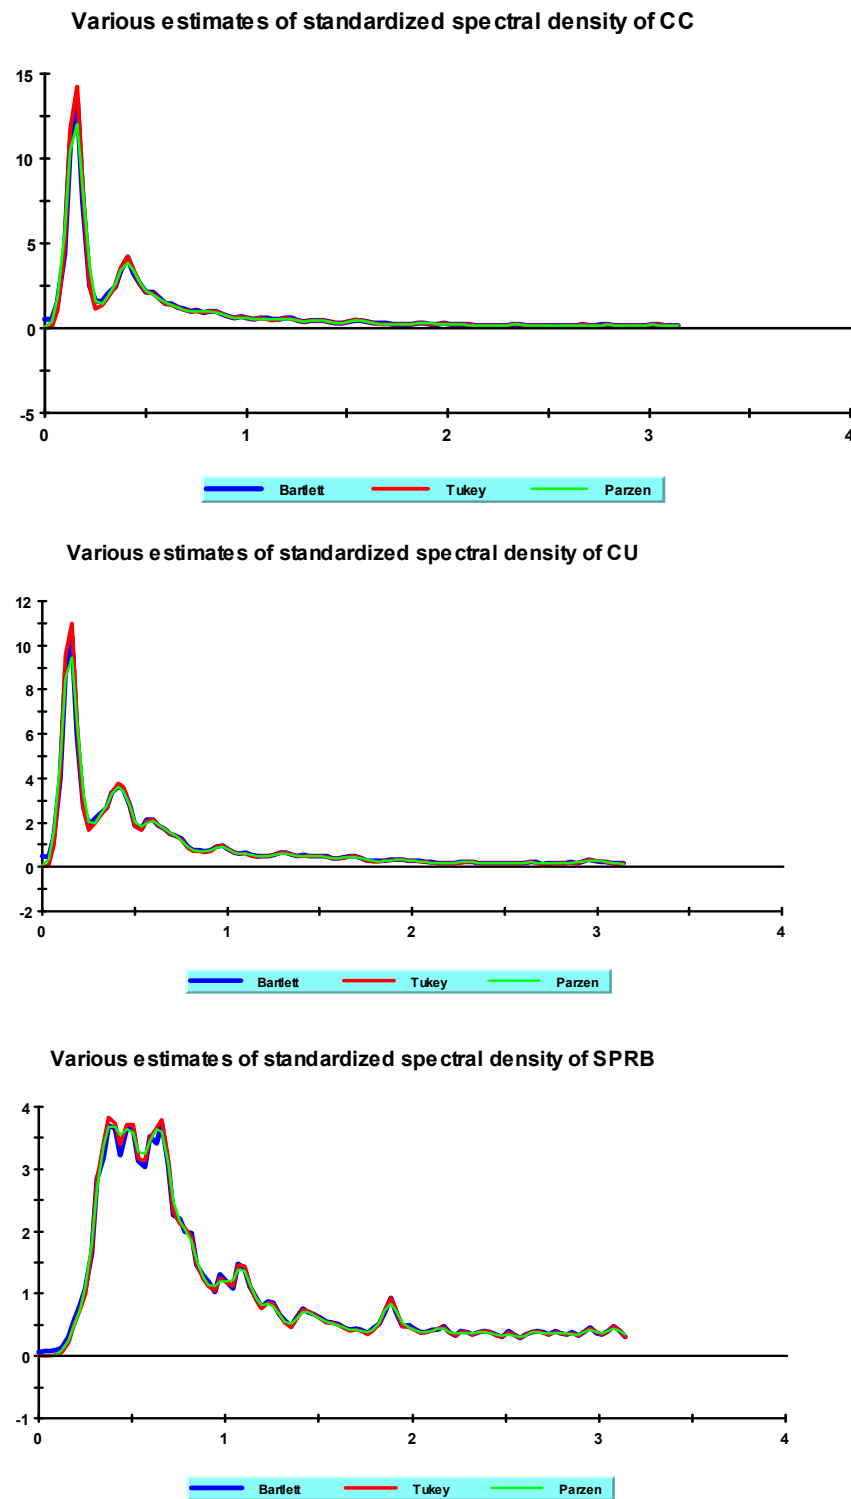 Various estimates of standardized spectral density of CC
15
10
5
0
-5
0 1 2 3 4
Bartlett Tukey Parzen
Various estimates of standardized spectral density of CU
12
10
8
6
4
2
0
-2
0 1 2 3 4
Bartlett Tukey Parzen
Various estimates of standardized spectral density of SPRB
4
3
2
1
0
-1
0 1 2 3 4
Bartlett Tukey Parzen